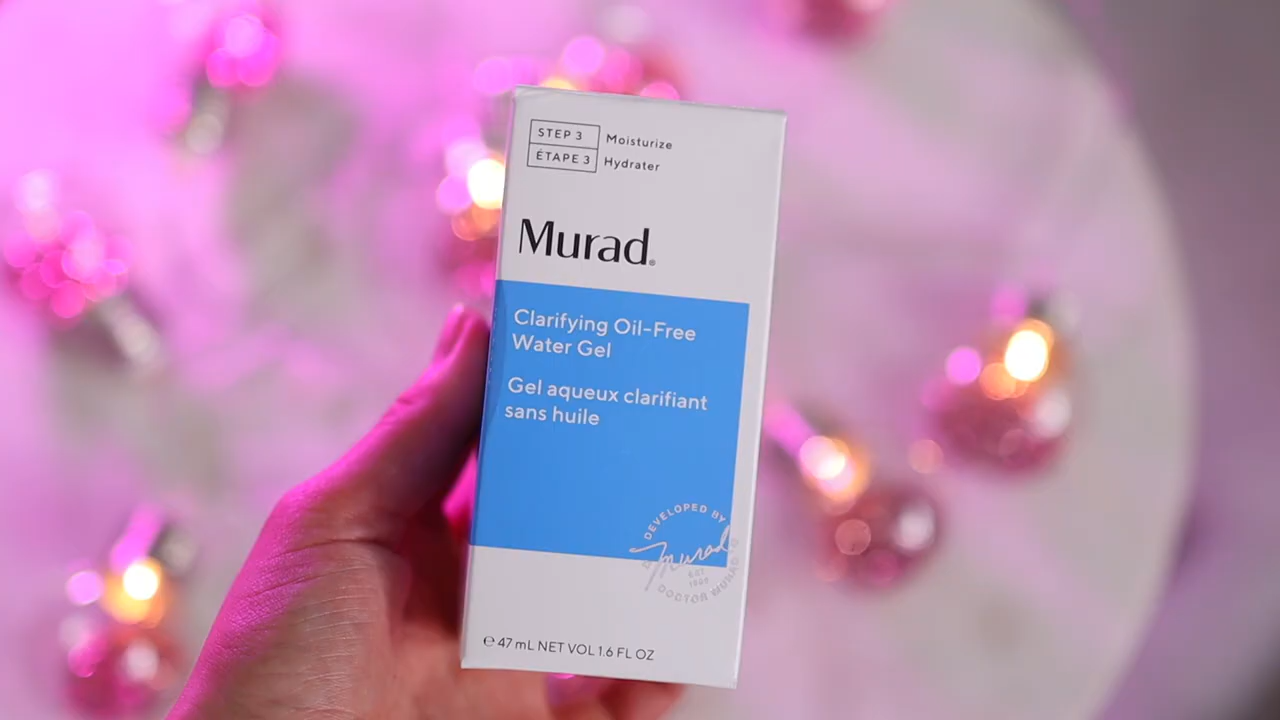 STEP 3 Moisturize
ÉTAPE 3 Hydrater
Murad®
Clarifying Oil-Free
Water Gel
Gel aqueux clarifiant
sans huile
DEVELOPED BY
Murad
DOCTOR MURAD
℮ 47 mL NET VOL 1.6 FL OZ